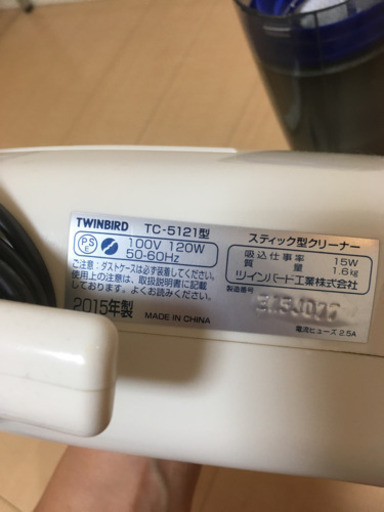 TWINBIRD TC-5121型 スティック型クリーナー
PSE 100V 120W
50-60Hz
吸込仕事率 15W
質量 1.6kg
ツインバード工業株式会社
ご注意：ダストケースは必ず装着してください。
使用上の注意は、取扱説明書に記載
しております。よくお読みください。
製造番号
2015年製 MADE IN CHINA
電流ヒューズ 2.5A